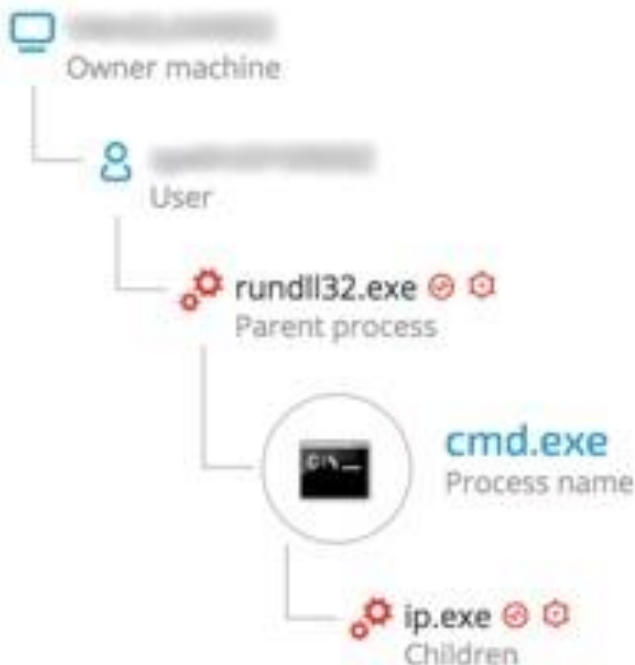 Owner machine
User
rundll32.exe
Parent process
cmd.exe
Process name
ip.exe
Children